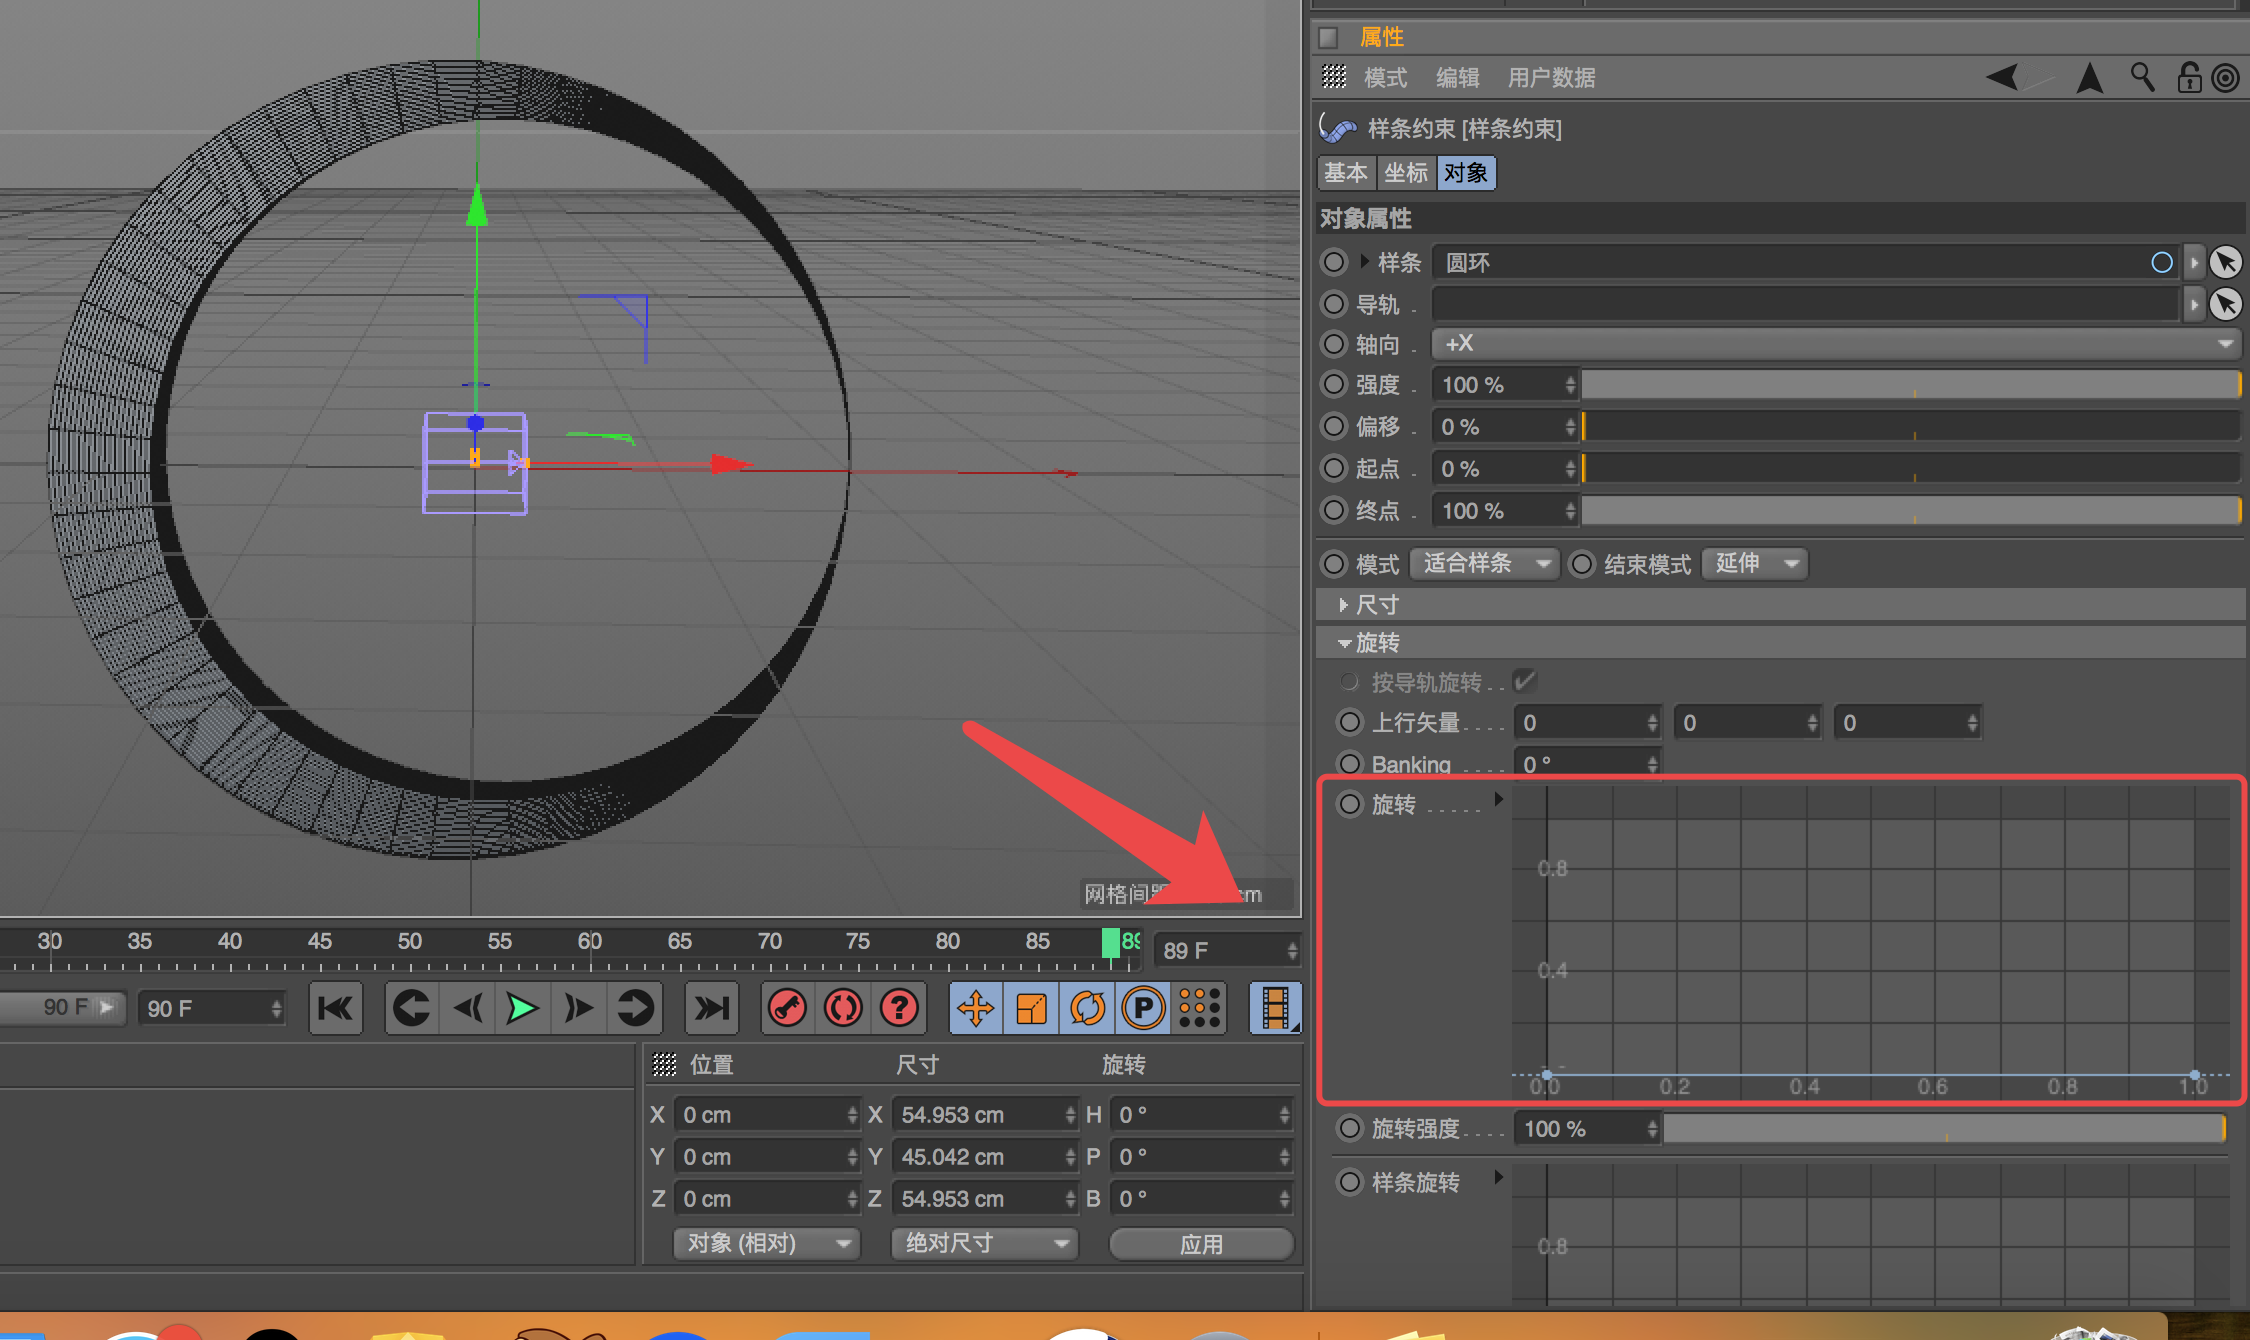 属性
模式 编辑 用户数据
样条约束 [样条约束]
基本 坐标 对象
对象属性
样条 圆环
导轨 .
轴向 . +X
强度 . 100 %
偏移 . 0 %
起点 . 0 %
终点 . 100 %
模式 适合样条 结束模式 延伸
尺寸
旋转
按导轨旋转 . .
上行矢量 . . . . 0 0 0
Banking . . . . 0 °
旋转 . . . . . .
0.8
0.4
0.0 0.2 0.4 0.6 0.8 1.0
旋转强度 . . . . 100 %
样条旋转
0.8
网格间 cm
30 35 40 45 50 55 60 65 70 75 80 85 89 89 F
90 F 90 F
P
位置 尺寸 旋转
X 0 cm X 54.953 cm H 0 °
Y 0 cm Y 45.042 cm P 0 °
Z 0 cm Z 54.953 cm B 0 °
对象 (相对) 绝对尺寸 应用